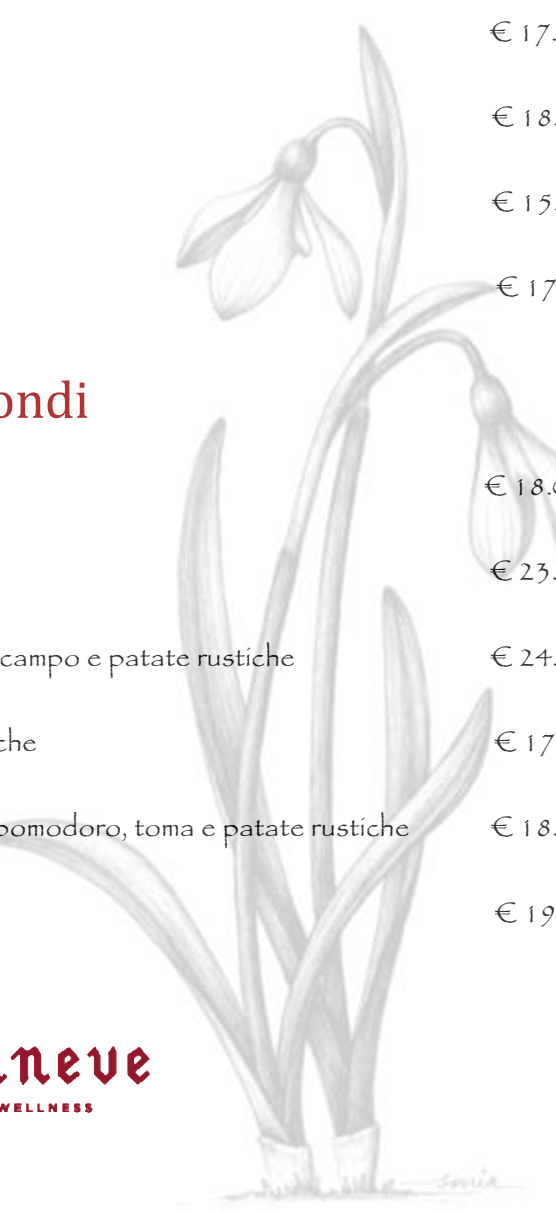 € 17.
€ 18.
€ 15.
€ 17
ondi
€ 18.
€ 23.
campo e patate rustiche € 24.
che € 17
pomodoro, toma e patate rustiche € 18.
€ 19
neve
WELLNESS
sonia